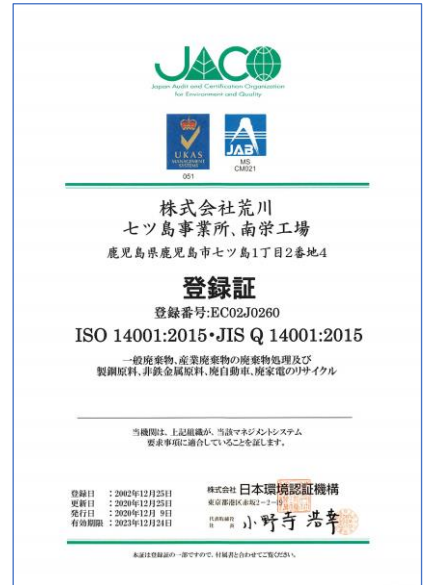 JACO
Japan Audit and Certification Organization
for Environment and Quality
UKAS
MANAGEMENT
SYSTEMS
051
JAB
MS
CM021
株式会社荒川
七ツ島事業所、南栄工場
鹿児島県鹿児島市七ツ島1丁目2番地4
登録証
登録番号:EC02J0260
ISO 14001:2015・JIS Q 14001:2015
一般廃棄物、産業廃棄物の廃棄物処理及び
製鋼原料、非鉄金属原料、廃自動車、廃家電のリサイクル
当機関は、上記組織が、当該マネジメントシステム
要求事項に適合していることを証します。
登録日 :2002年12月25日
更新日 :2020年12月25日
発行日 :2020年12月 9日
有効期限 :2023年12月24日
株式会社 日本環境認証機構
東京都港区赤坂2-2-19
代表取締役
社 長 小野寺 浩幸
本証は登録証の一部ですので、付属書と合わせてご覧ください。